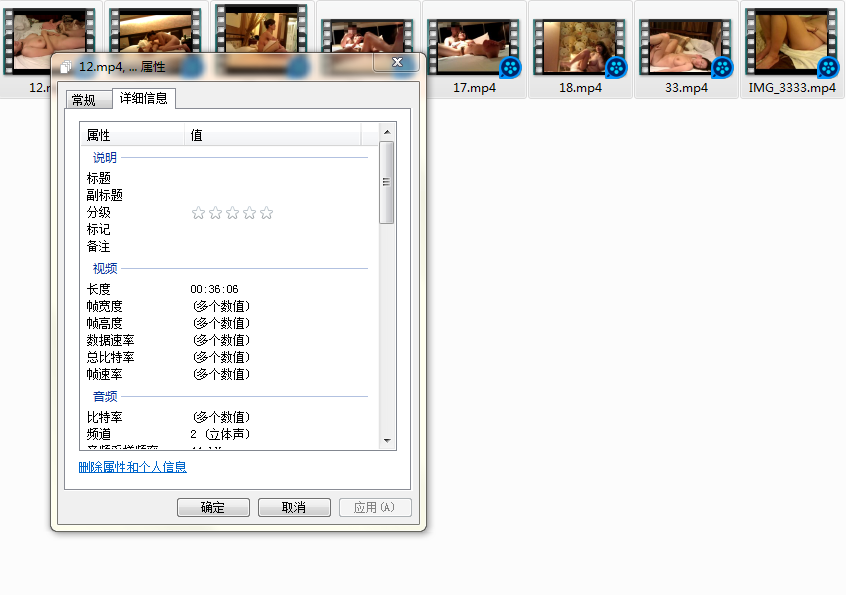 12.mp4, ... 属性
17.mp4
18.mp4
33.mp4
IMG_3333.mp4
常规
详细信息
属性 值
说明
标题
副标题
分级
标记
备注
视频
长度 00:36:06
帧宽度 (多个数值)
帧高度 (多个数值)
数据速率 (多个数值)
总比特率 (多个数值)
帧速率 (多个数值)
音频
比特率 (多个数值)
频道 2 (立体声)
删除属性和个人信息
确定
取消
应用(A)